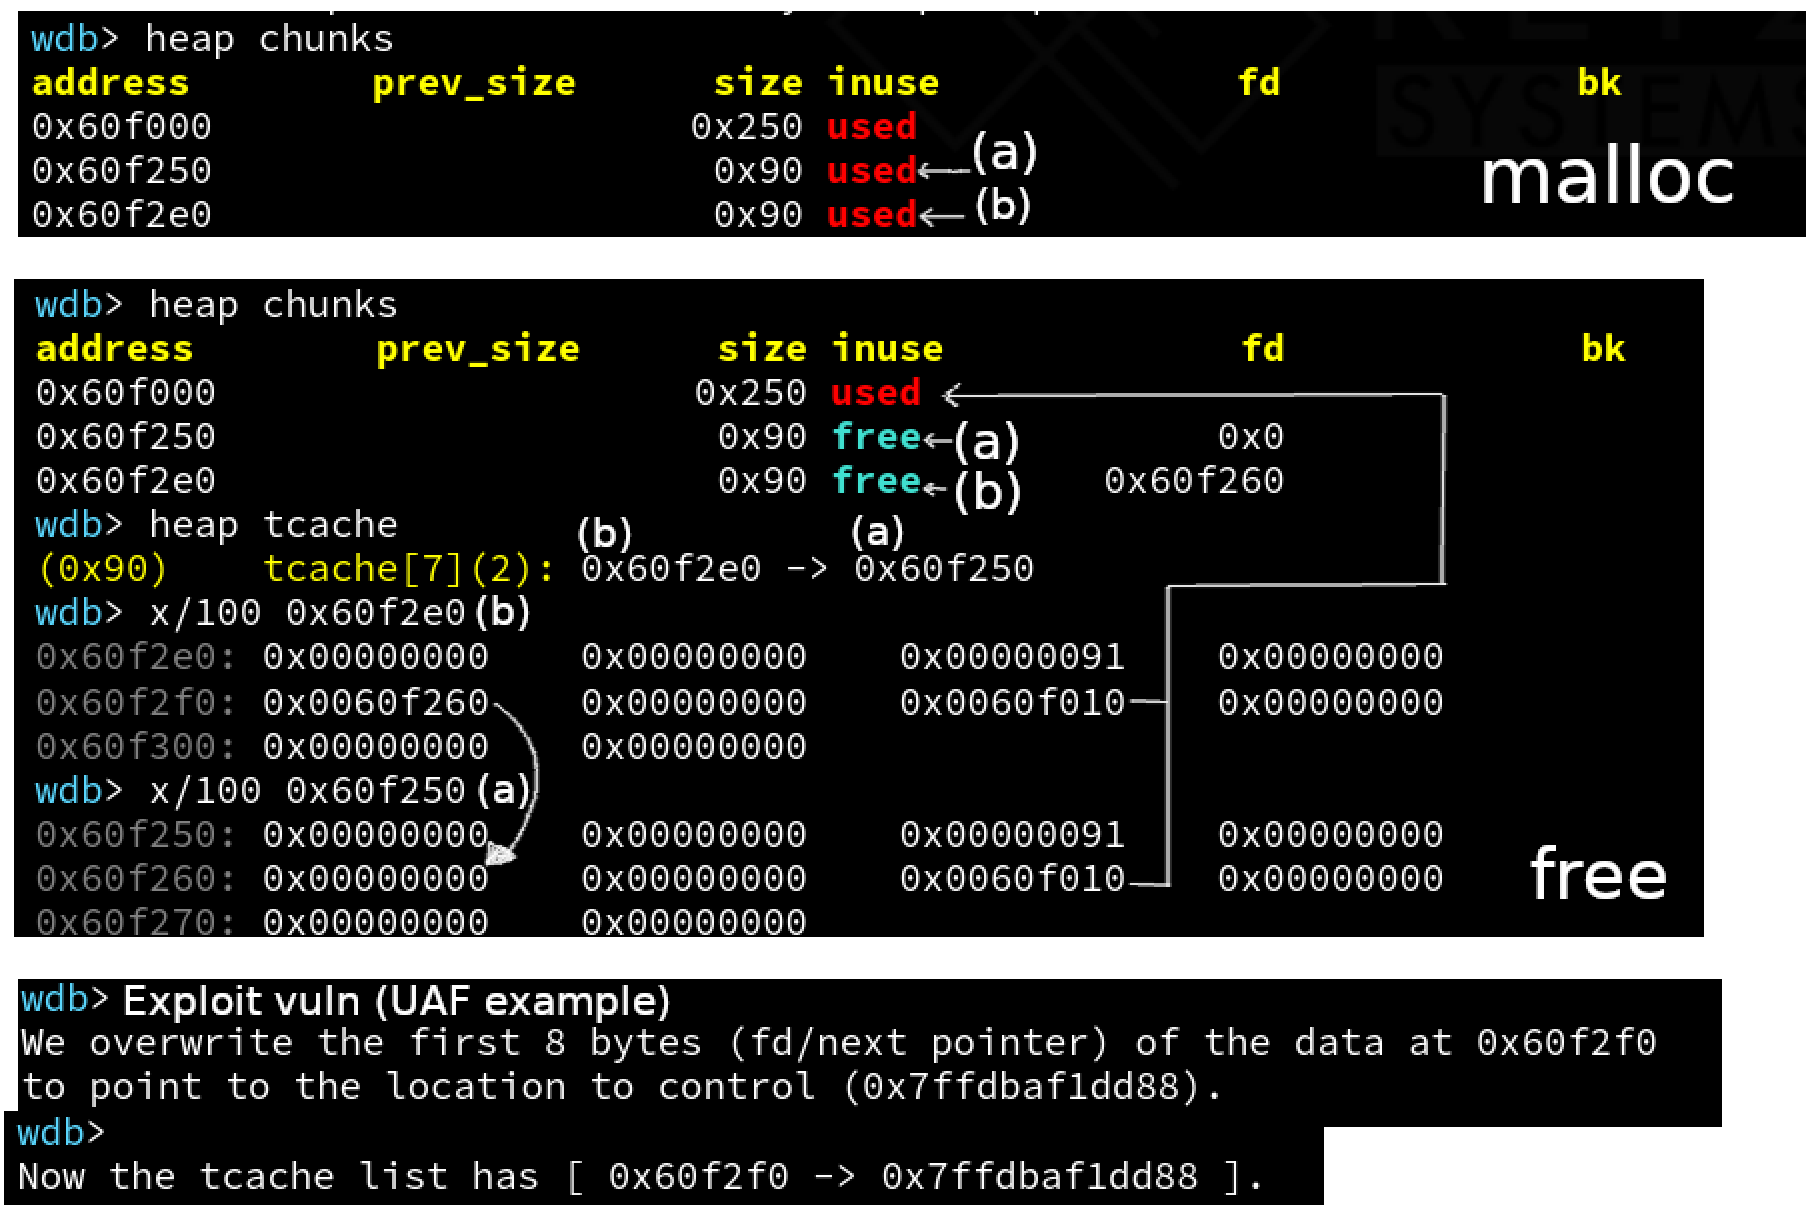 wdb> heap chunks
address prev_size size inuse fd bk
0x60f000 0x250 used
0x60f250 0x90 used (a)
0x60f2e0 0x90 used (b)
malloc
SYSTEMS
wdb> heap chunks
address prev_size size inuse fd bk
0x60f000 0x250 used
0x60f250 0x90 free (a) 0x0
0x60f2e0 0x90 free (b) 0x60f260
wdb> heap tcache
(b) (a)
(0x90) tcache[7](2): 0x60f2e0 -> 0x60f250
wdb> x/100 0x60f2e0 (b)
0x60f2e0: 0x00000000 0x00000000 0x00000091 0x00000000
0x60f2f0: 0x0060f260 0x00000000 0x0060f010 0x00000000
0x60f300: 0x00000000 0x00000000
wdb> x/100 0x60f250 (a)
0x60f250: 0x00000000 0x00000000 0x00000091 0x00000000
0x60f260: 0x00000000 0x00000000 0x0060f010 0x00000000
0x60f270: 0x00000000 0x00000000
free
wdb> Exploit vuln (UAF example)
We overwrite the first 8 bytes (fd/next pointer) of the data at 0x60f2f0
to point to the location to control (0x7ffdbaf1dd88).
wdb>
Now the tcache list has [ 0x60f2f0 -> 0x7ffdbaf1dd88 ].